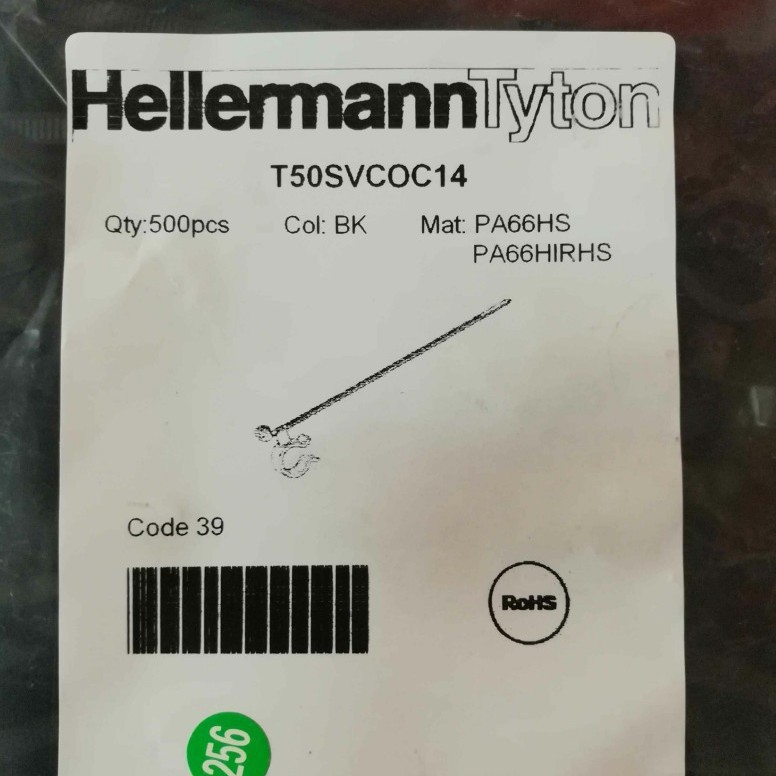 HellermannTyton
T50SVCOC14
Qty:500pcs Col: BK Mat: PA66HS
PA66HIRHS
Code 39
RoHS
256